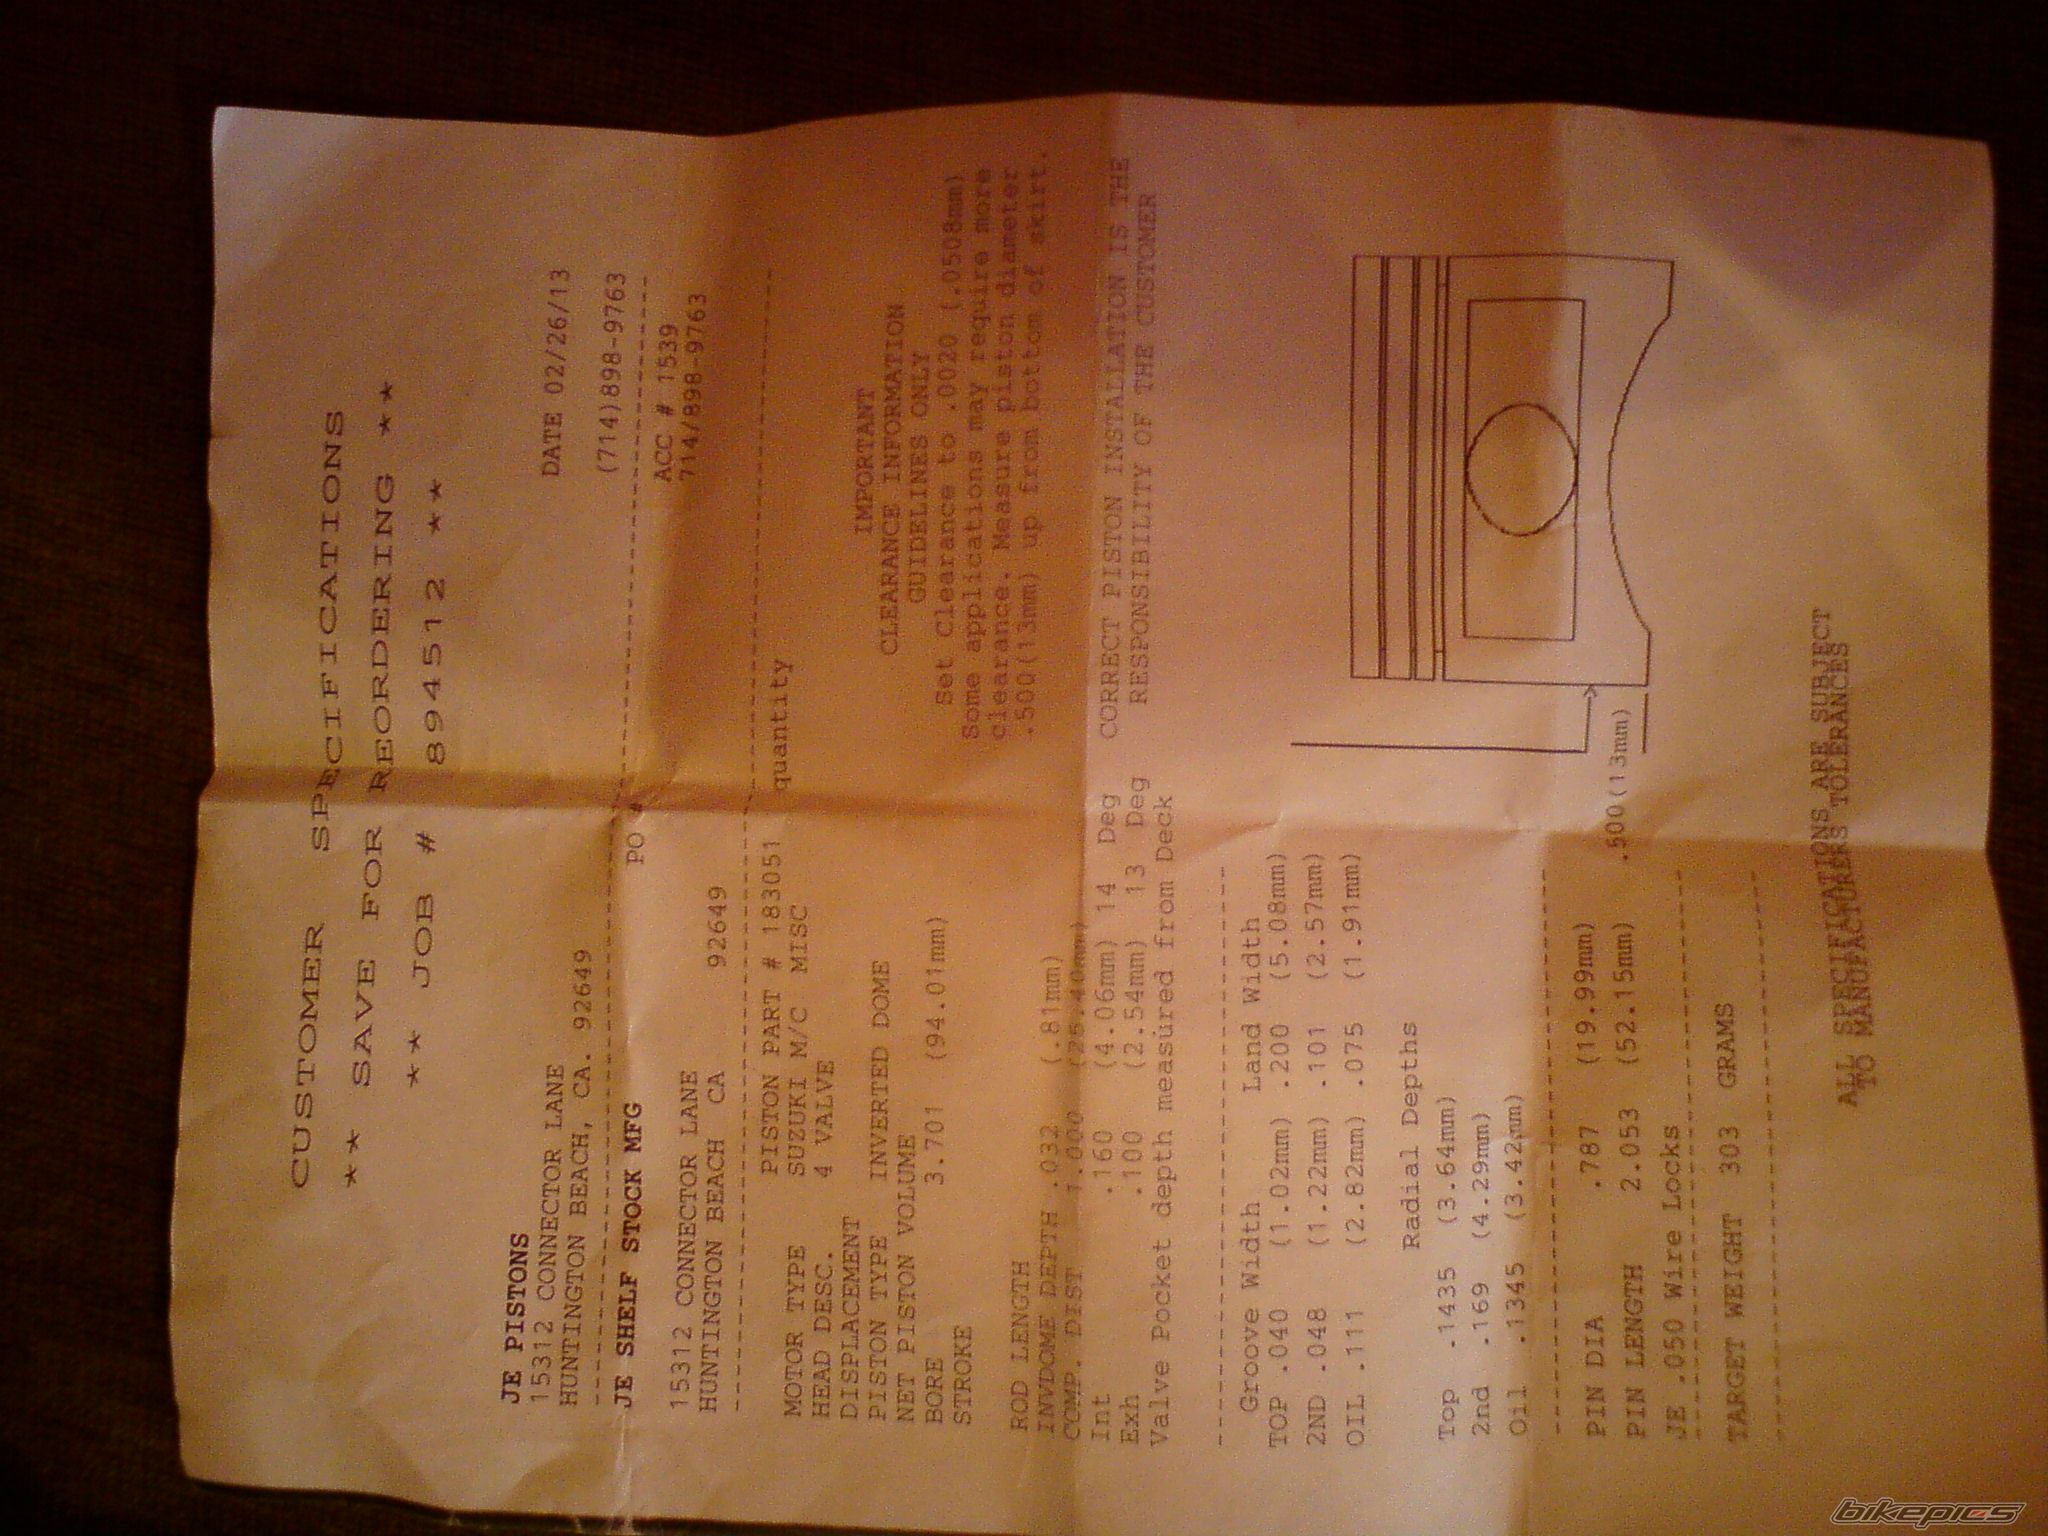 CUSTOMER SPECIFICATIONS
** SAVE FOR REORDERING **
** JOB # 894512 **
JE PISTONS
15312 CONNECTOR LANE DATE 02/26/13
HUNTINGTON BEACH, CA. 92649 (714)898-9763
JE SHELF STOCK MFG PO # ACC # 1539
714/898-9763
15312 CONNECTOR LANE
HUNTINGTON BEACH CA 92649
PISTON PART # 183051 quantity
MOTOR TYPE SUZUKI M/C MISC
HEAD DESC. 4 VALVE
DISPLACEMENT
PISTON TYPE INVERTED DOME
NET PISTON VOLUME
BORE 3.701 (94.01mm)
STROKE
IMPORTANT
CLEARANCE INFORMATION
GUIDELINES ONLY
Set Clearance to .0020 (.0508mm)
Some applications may require more
clearance. Measure piston diameter
.500(13mm) up from bottom of skirt.
ROD LENGTH
INVDOME DEPTH .032 (.81mm)
COMP. DIST 1.000 (25.40mm)
Int .160 (4.06mm) 14 Deg
Exh .100 (2.54mm) 13 Deg
Valve Pocket depth measured from Deck
CORRECT PISTON INSTALLATION IS THE
RESPONSIBILITY OF THE CUSTOMER
Groove Width Land Width
TOP .040 (1.02mm) .200 (5.08mm)
2ND .048 (1.22mm) .101 (2.57mm)
OIL .111 (2.82mm) .075 (1.91mm)
Radial Depths
Top .1435 (3.64mm)
2nd .169 (4.29mm)
Oil .1345 (3.42mm)
PIN DIA .787 (19.99mm)
PIN LENGTH 2.053 (52.15mm)
.500(13mm)
JE .050 Wire Locks
TARGET WEIGHT 303 GRAMS
ALL SPECIFICATIONS ARE SUBJECT
TO MANUFACTURERS TOLERANCES
bikepics